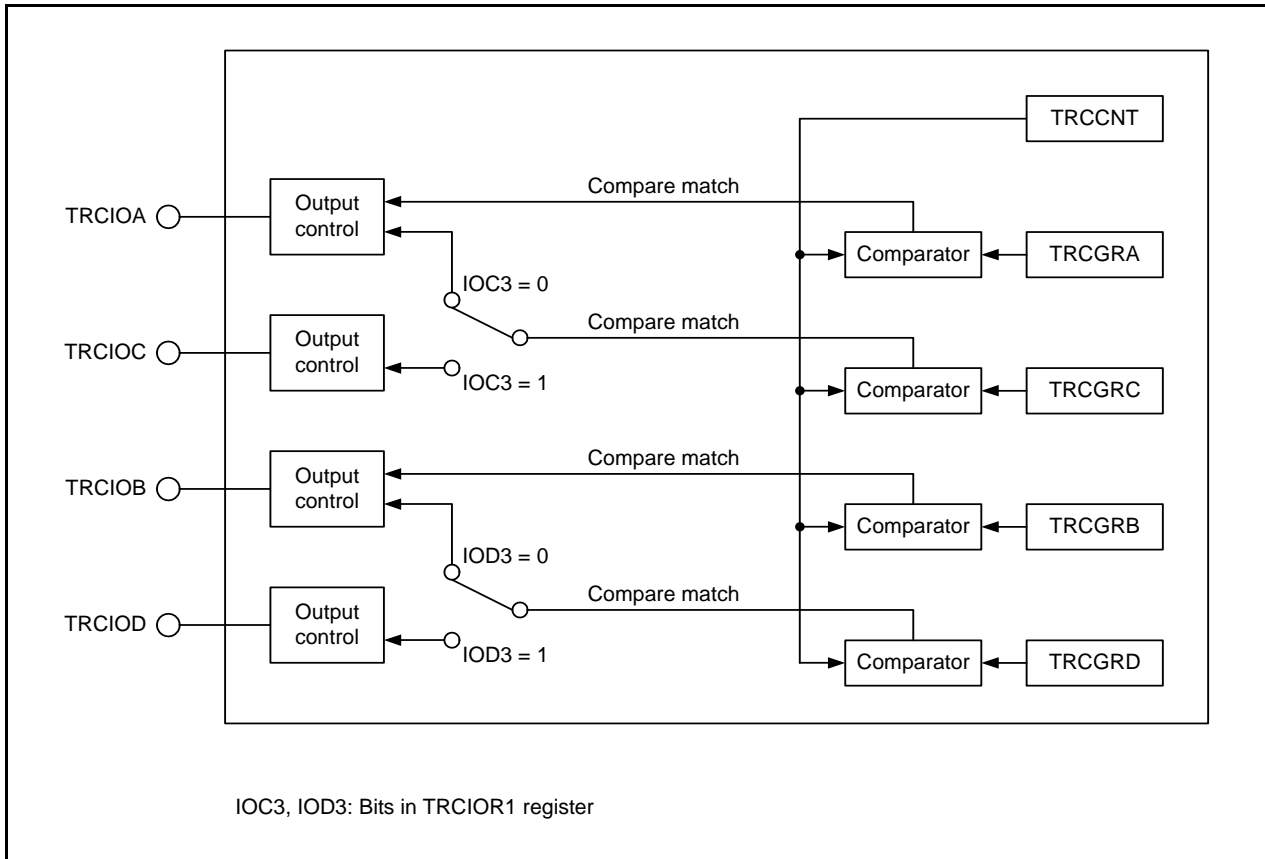 TRCCNT
Compare match
TRCIOA
Output
control
Comparator
TRCGRA
IOC3 = 0
Compare match
TRCIOC
Output
control
IOC3 = 1
Comparator
TRCGRC
Compare match
TRCIOB
Output
control
Comparator
TRCGRB
IOD3 = 0
Compare match
TRCIOD
Output
control
IOD3 = 1
Comparator
TRCGRD
IOC3, IOD3: Bits in TRCIOR1 register